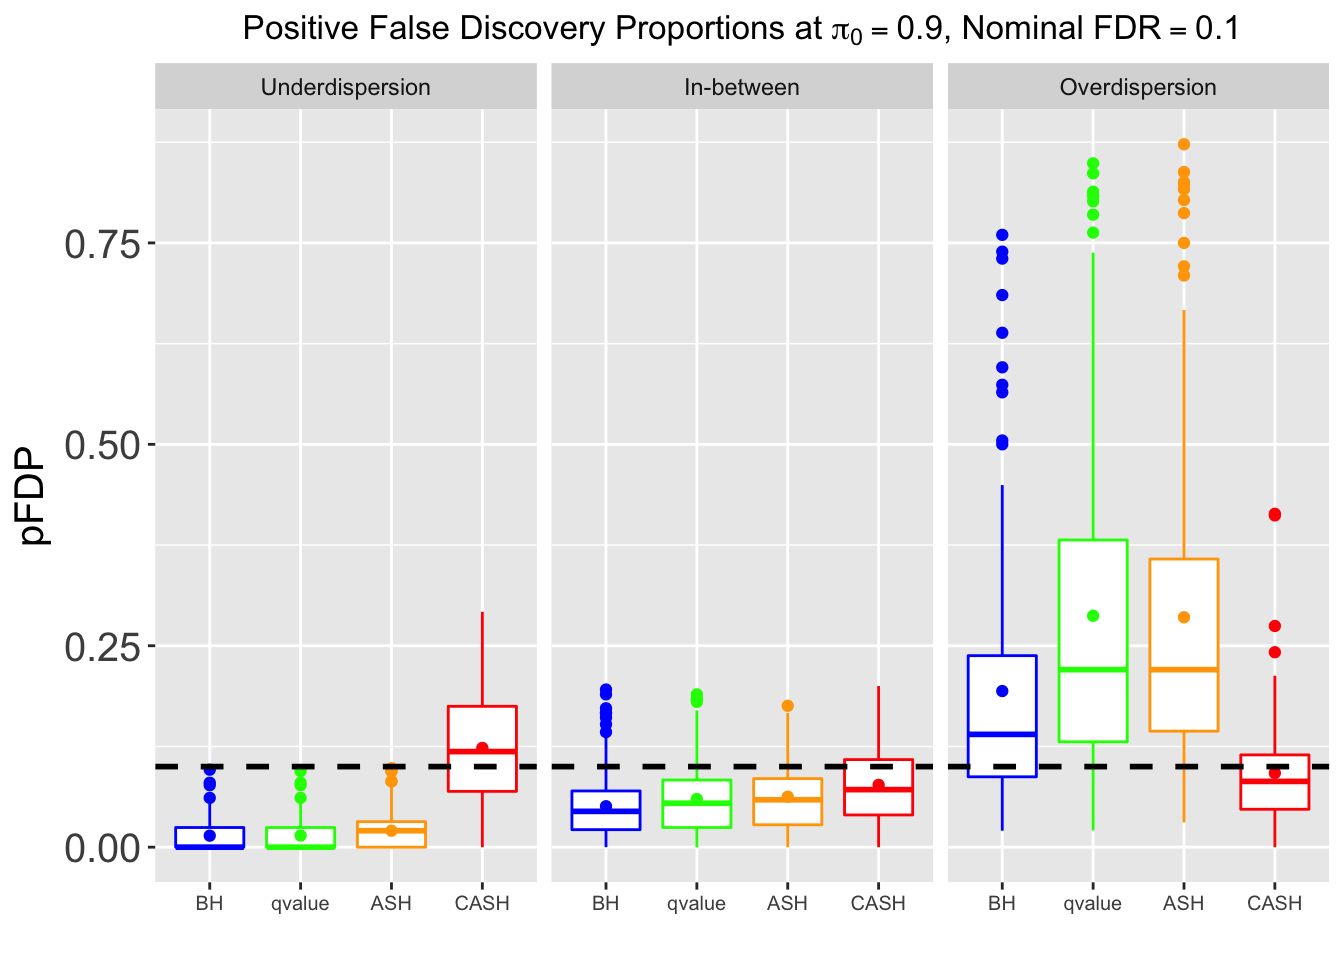 Positive False Discovery Proportions at π₀ = 0.9, Nominal FDR = 0.1
Underdispersion In-between Overdispersion
pFDP
0.75
0.50
0.25
0.00
BH qvalue ASH CASH BH qvalue ASH CASH BH qvalue ASH CASH